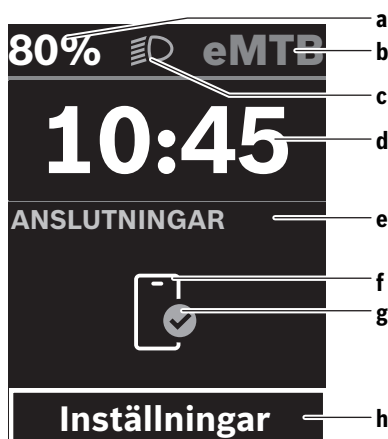 a
80% eMTB b
c
10:45 d
ANSLUTNINGAR e
f
g
Inställningar h